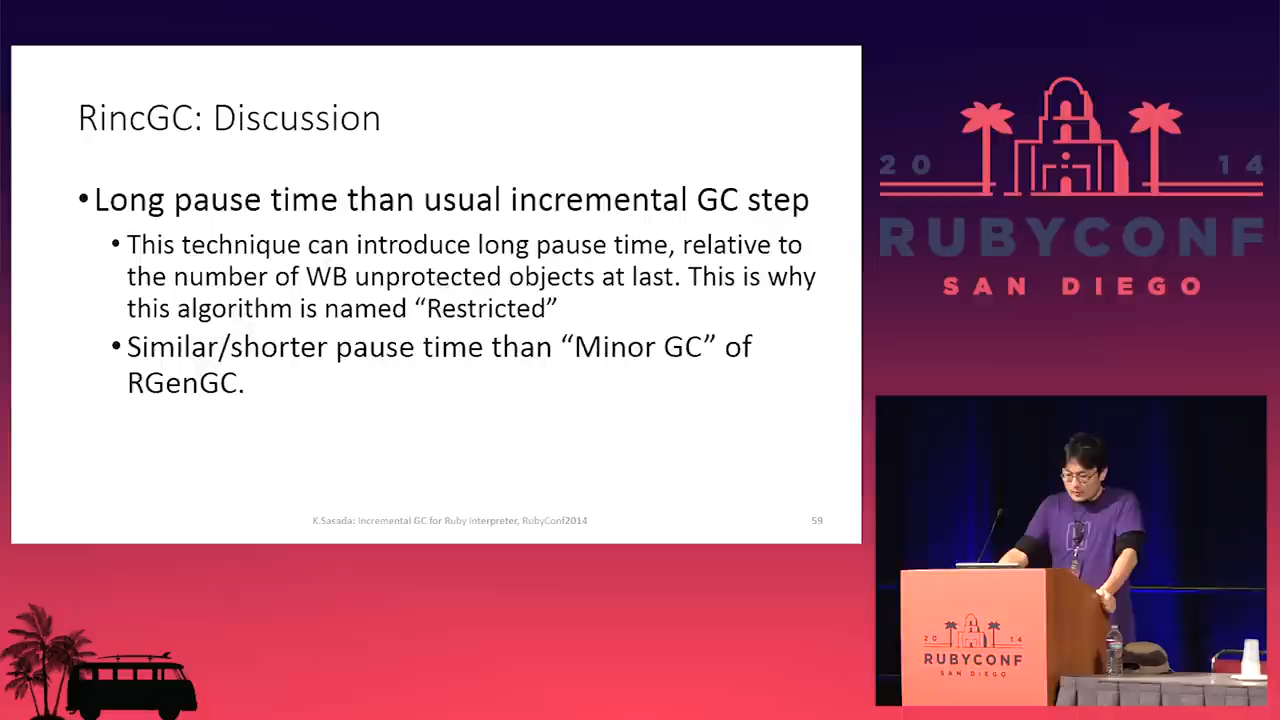 RincGC: Discussion
•Long pause time than usual incremental GC step
• This technique can introduce long pause time, relative to
the number of WB unprotected objects at last. This is why
this algorithm is named “Restricted”
• Similar/shorter pause time than “Minor GC” of
RGenGC.
K.Sasada: Incremental GC for Ruby Interpreter, RubyConf2014
59
20 14
RUBYCONF
SAN DIEGO
20 14
RUBYCONF
SAN DIEGO